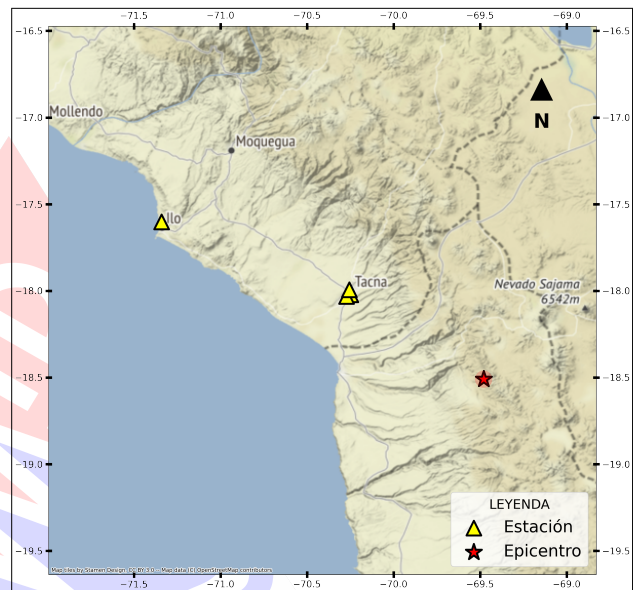 −71.5 −71.0 −70.5 −70.0 −69.5 −69.0
−16.5 −16.5
−17.0 −17.0
−17.5 −17.5
−18.0 −18.0
−18.5 −18.5
−19.0 −19.0
−19.5 −19.5
N
Mollendo
Moquegua
Ilo
Tacna
Nevado Sajama
6542m
LEYENDA
Estación
Epicentro
Map tiles by Stamen Design, CC BY 3.0 -- Map data (C) OpenStreetMap contributors
−71.5 −71.0 −70.5 −70.0 −69.5 −69.0